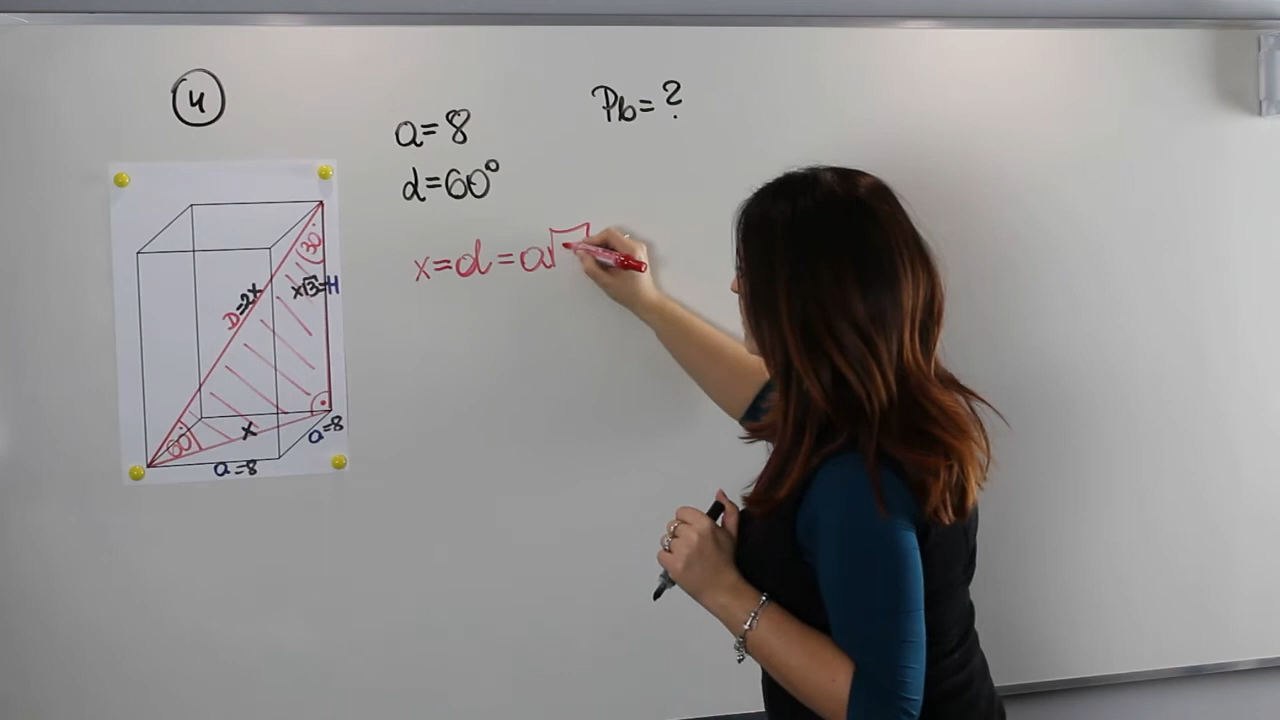 4
Pb=?
a=8
α=60°
x=d=a√
30°
D=2x
x√3=H
60°
x
a=8
a=8